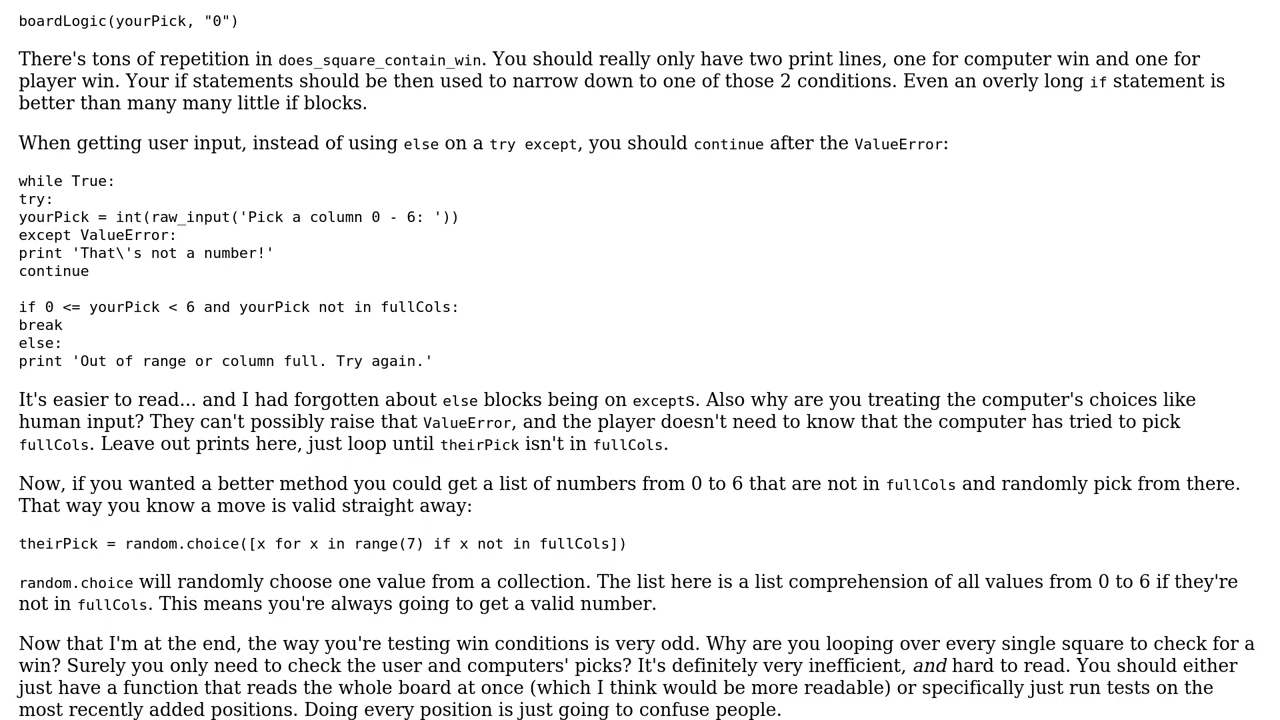 boardLogic(yourPick, "0")
There's tons of repetition in does_square_contain_win. You should really only have two print lines, one for computer win and one for
player win. Your if statements should be then used to narrow down to one of those 2 conditions. Even an overly long if statement is
better than many many little if blocks.
When getting user input, instead of using else on a try except, you should continue after the ValueError:
while True:
try:
yourPick = int(raw_input('Pick a column 0 - 6: '))
except ValueError:
print 'That\'s not a number!'
continue
if 0 <= yourPick < 6 and yourPick not in fullCols:
break
else:
print 'Out of range or column full. Try again.'
It's easier to read... and I had forgotten about else blocks being on excepts. Also why are you treating the computer's choices like
human input? They can't possibly raise that ValueError, and the player doesn't need to know that the computer has tried to pick
fullCols. Leave out prints here, just loop until theirPick isn't in fullCols.
Now, if you wanted a better method you could get a list of numbers from 0 to 6 that are not in fullCols and randomly pick from there.
That way you know a move is valid straight away:
theirPick = random.choice([x for x in range(7) if x not in fullCols])
random.choice will randomly choose one value from a collection. The list here is a list comprehension of all values from 0 to 6 if they're
not in fullCols. This means you're always going to get a valid number.
Now that I'm at the end, the way you're testing win conditions is very odd. Why are you looping over every single square to check for a
win? Surely you only need to check the user and computers' picks? It's definitely very inefficient, and hard to read. You should either
just have a function that reads the whole board at once (which I think would be more readable) or specifically just run tests on the
most recently added positions. Doing every position is just going to confuse people.